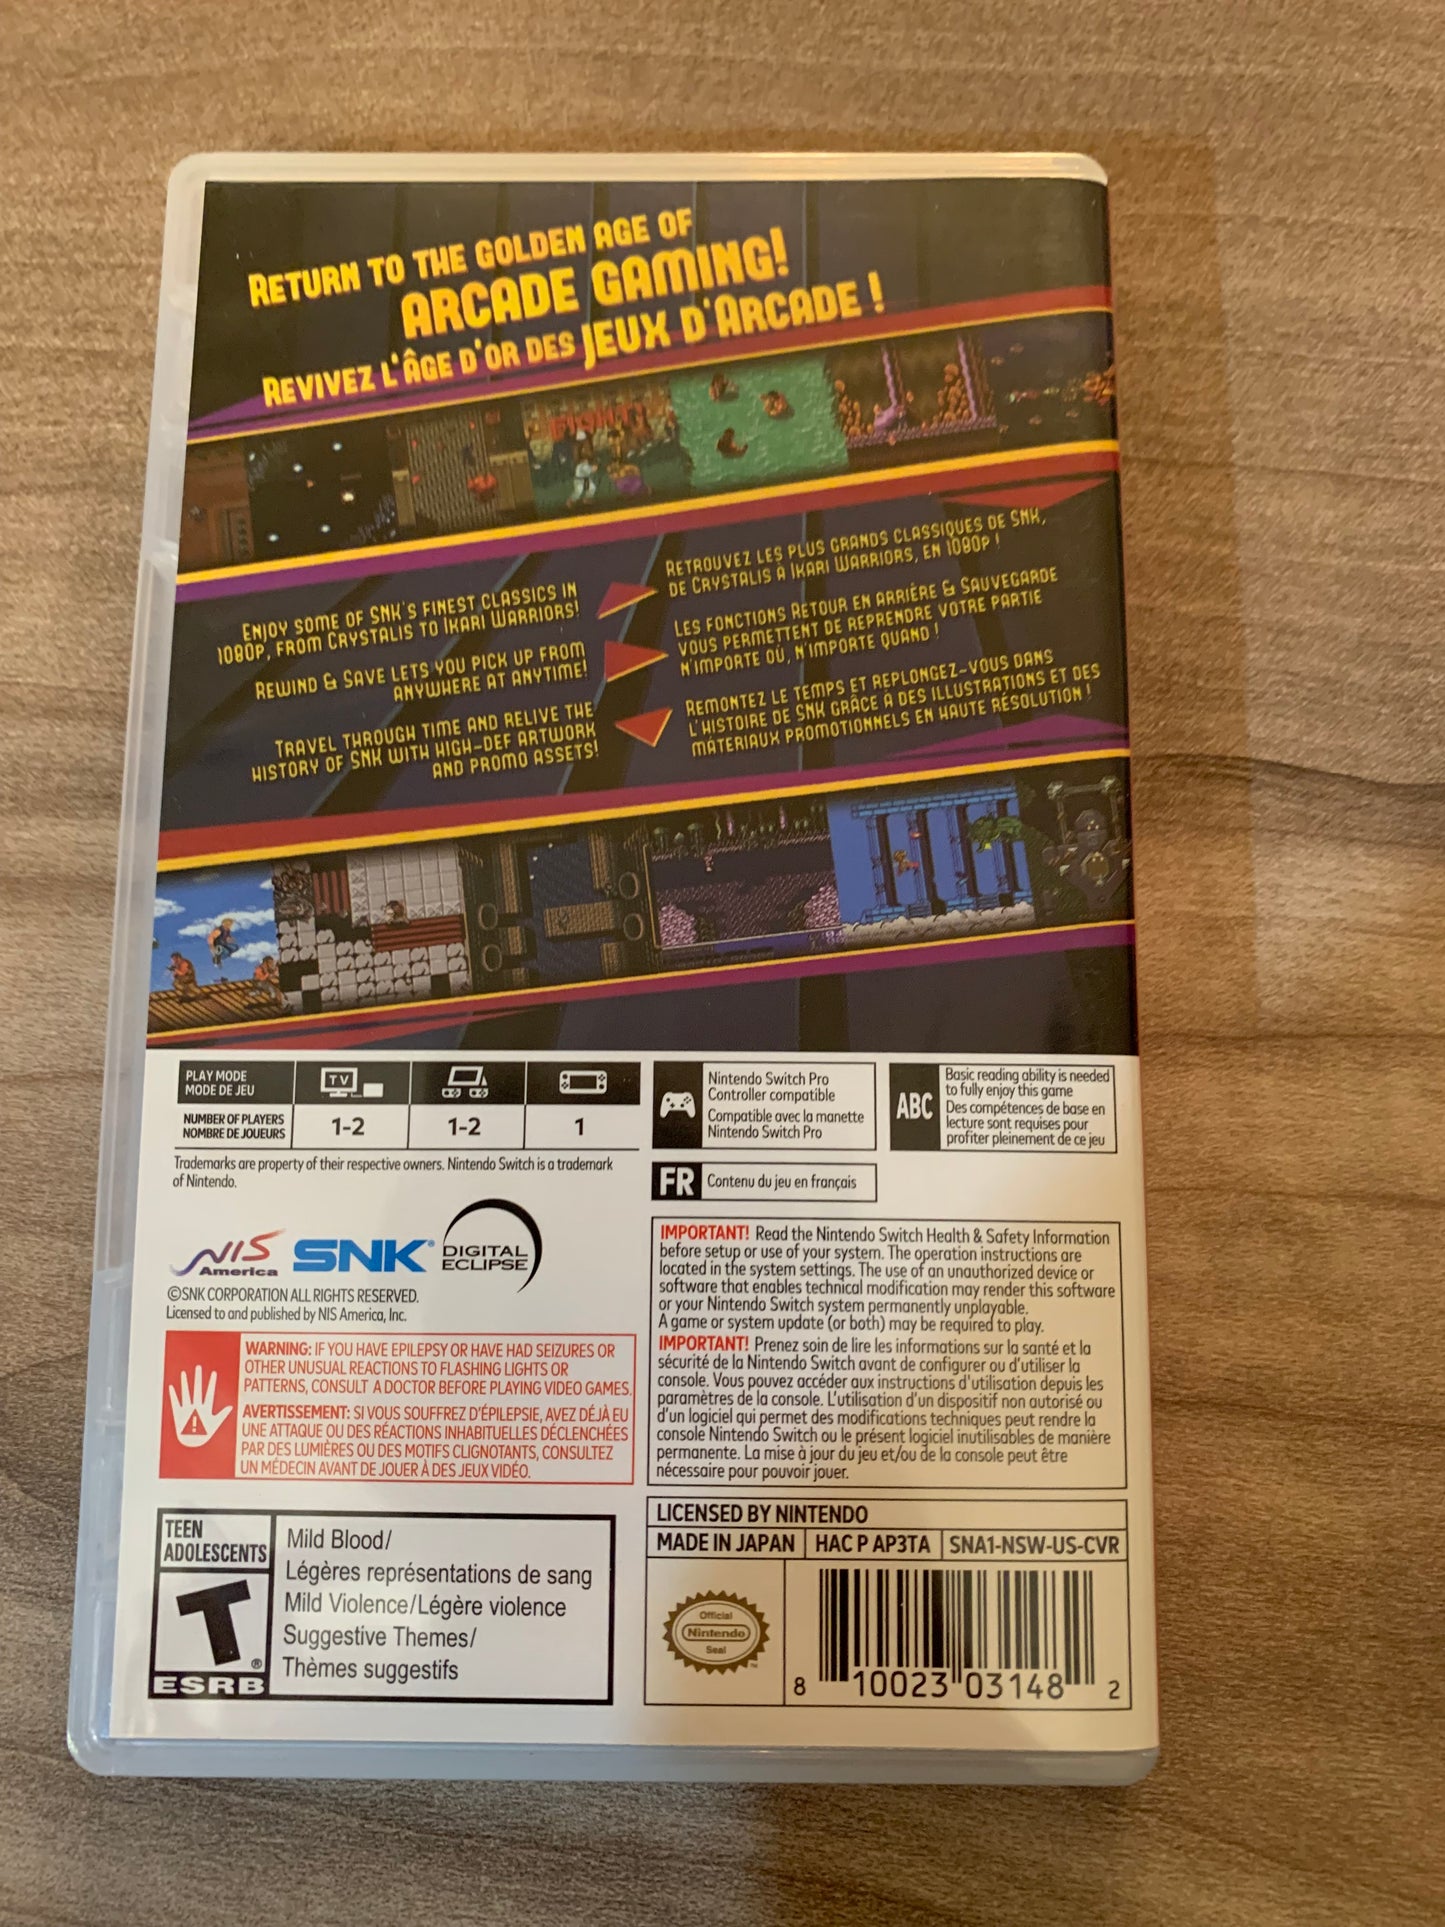 RETURN TO THE GOLDEN AGE OF
ARCADE GAMING!
REVIVEZ L'ÂGE D'OR DES JEUX D'ARCADE !
FIGHT!
ENJOY SOME OF SNK'S FINEST CLASSICS IN
1080P, FROM CRYSTALIS TO IKARI WARRIORS!
REWIND & SAVE LETS YOU PICK UP FROM
ANYWHERE AT ANYTIME!
TRAVEL THROUGH TIME AND RELIVE THE
HISTORY OF SNK WITH HIGH-DEF ARTWORK
AND PROMO ASSETS!
RETROUVEZ LES PLUS GRANDS CLASSIQUES DE SNK,
DE CRYSTALIS À IKARI WARRIORS, EN 1080P !
LES FONCTIONS RETOUR EN ARRIÈRE & SAUVEGARDE
VOUS PERMETTENT DE REPRENDRE VOTRE PARTIE
N'IMPORTE OÙ, N'IMPORTE QUAND !
REMONTEZ LE TEMPS ET REPLONGEZ-VOUS DANS
L'HISTOIRE DE SNK GRÂCE À DES ILLUSTRATIONS ET DES
MATERIAUX PROMOTIONNELS EN HAUTE RÉSOLUTION !
PLAY MODE
MODE DE JEU
TV
NUMBER OF PLAYERS
NOMBRE DE JOUEURS
1-2
1-2
1
Nintendo Switch Pro
Controller compatible
Compatible avec la manette
Nintendo Switch Pro
ABC
Basic reading ability is needed
to fully enjoy this game
Des compétences de base en
lecture sont requises pour
profiter pleinement de ce jeu
Trademarks are property of their respective owners. Nintendo Switch is a trademark
of Nintendo.
FR
Contenu du jeu en français
NIS
America
SNK®
DIGITAL
ECLIPSE
©SNK CORPORATION ALL RIGHTS RESERVED.
Licensed to and published by NIS America, Inc.
WARNING: IF YOU HAVE EPILEPSY OR HAVE HAD SEIZURES OR
OTHER UNUSUAL REACTIONS TO FLASHING LIGHTS OR
PATTERNS, CONSULT A DOCTOR BEFORE PLAYING VIDEO GAMES.
AVERTISSEMENT: SI VOUS SOUFFREZ D'ÉPILEPSIE, AVEZ DÉJÀ EU
UNE ATTAQUE OU DES RÉACTIONS INHABITUELLES DÉCLENCHÉES
PAR DES LUMIÈRES OU DES MOTIFS CLIGNOTANTS, CONSULTEZ
UN MÉDECIN AVANT DE JOUER À DES JEUX VIDÉO.
IMPORTANT! Read the Nintendo Switch Health & Safety Information
before setup or use of your system. The operation instructions are
located in the system settings. The use of an unauthorized device or
software that enables technical modification may render this software
or your Nintendo Switch system permanently unplayable.
A game or system update (or both) may be required to play.
IMPORTANT! Prenez soin de lire les informations sur la santé et la
sécurité de la Nintendo Switch avant de configurer ou d'utiliser la
console. Vous pouvez accéder aux instructions d'utilisation depuis les
paramètres de la console. L'utilisation d'un dispositif non autorisé ou
d'un logiciel qui permet des modifications techniques peut rendre la
console Nintendo Switch ou le présent logiciel inutilisables de manière
permanente. La mise à jour du jeu et/ou de la console peut être
nécessaire pour pouvoir jouer.
TEEN
ADOLESCENTS
T
®
ESRB
Mild Blood/
Légères représentations de sang
Mild Violence/Légère violence
Suggestive Themes/
Thèmes suggestifs
LICENSED BY NINTENDO
MADE IN JAPAN
HAC P AP3TA
SNA1-NSW-US-CVR
Official
Nintendo
Seal
TM
8 10023 03148 2